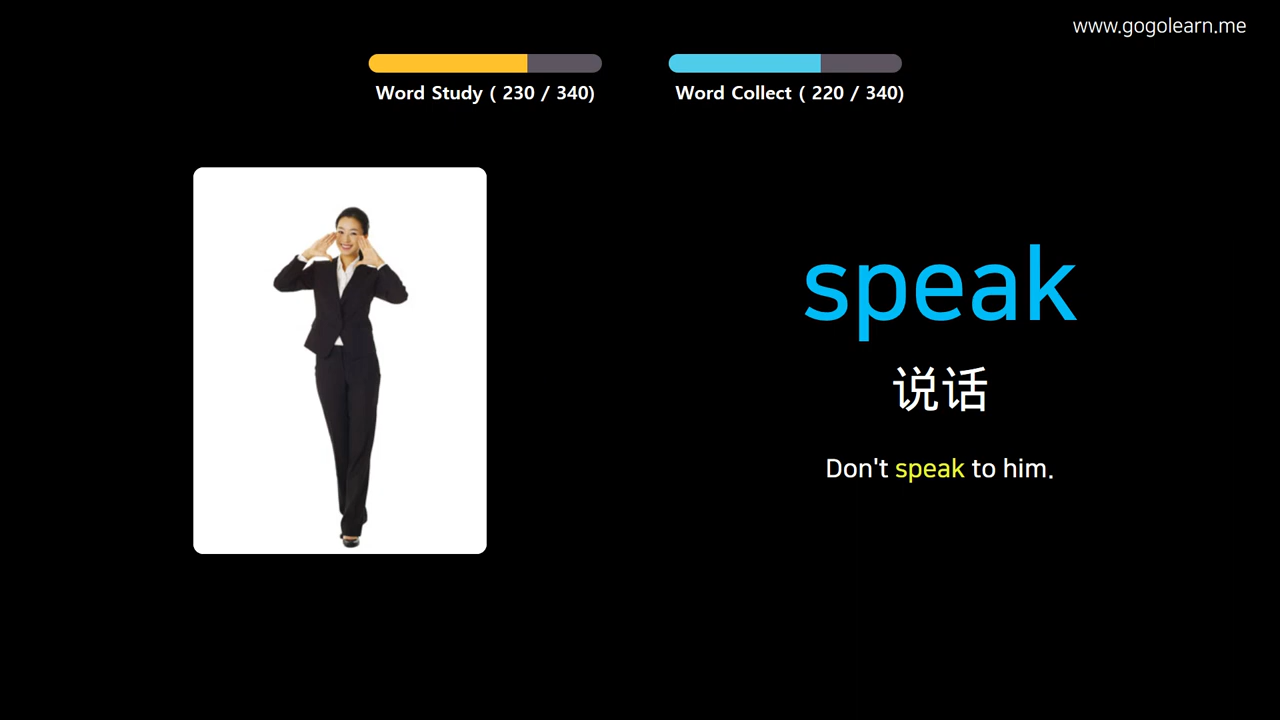 www.gogolearn.me
Word Study ( 230 / 340)
Word Collect ( 220 / 340)
speak
说话
Don't speak to him.